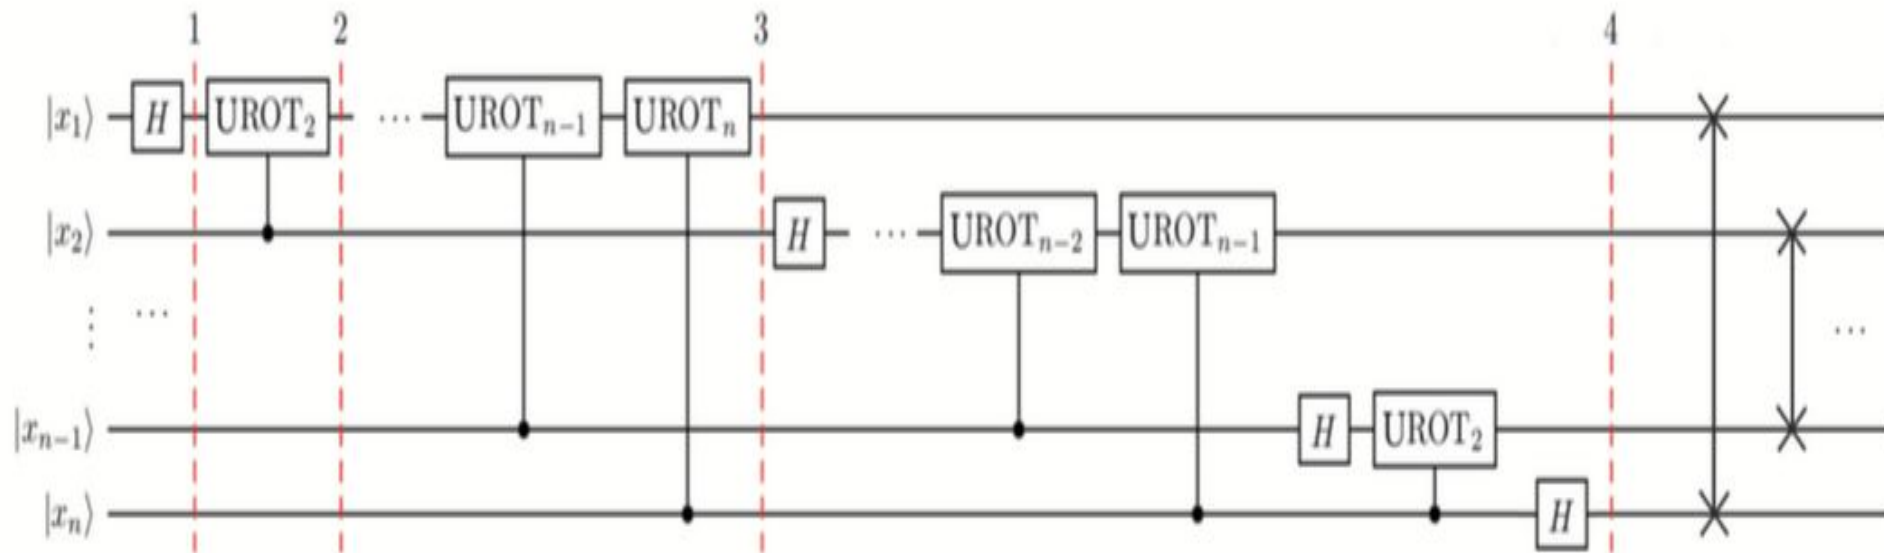 1 2 3 4
|x₁⟩ H UROT₂ ⋯ UROTₙ₋₁ UROTₙ
|x₂⟩ H ⋯ UROTₙ₋₂ UROTₙ₋₁
⋮ ⋯ ⋯
|xₙ₋₁⟩ H UROT₂
|xₙ⟩ H